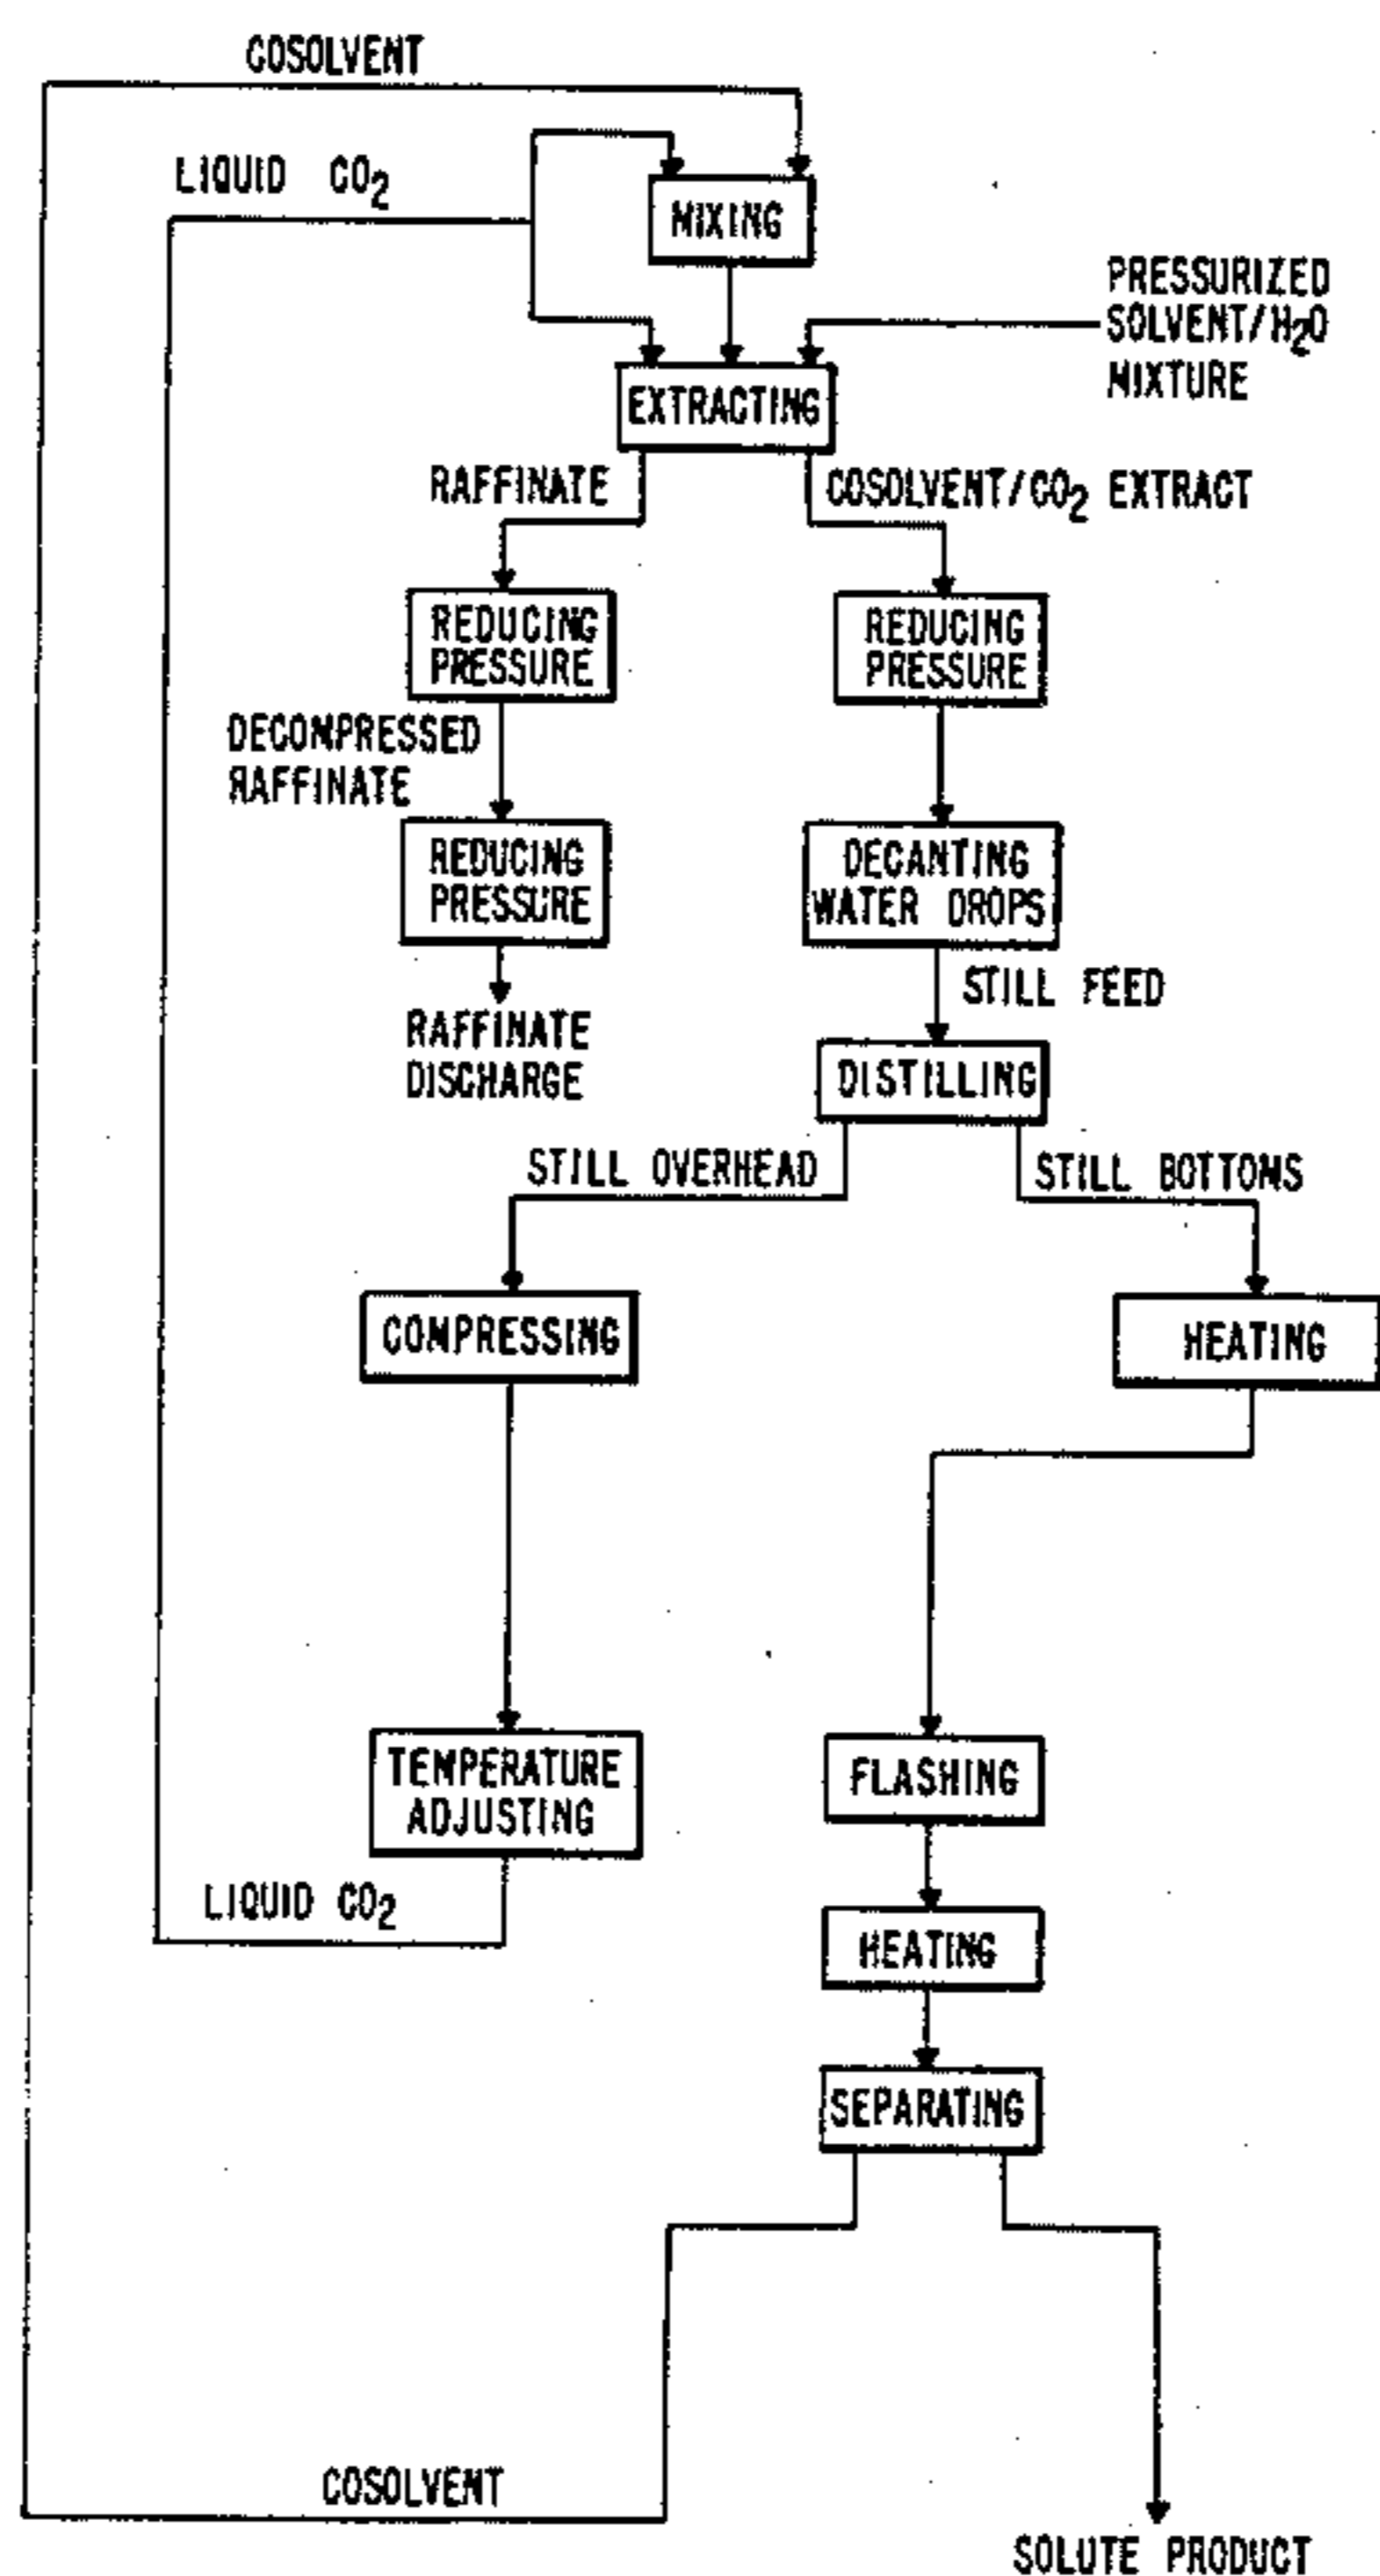 COSOLVENT
LIQUID CO2
MIXING
PRESSURIZED
SOLVENT/H2O
MIXTURE
EXTRACTING
RAFFINATE
COSOLVENT/CO2 EXTRACT
REDUCING
PRESSURE
REDUCING
PRESSURE
DECOMPRESSED
RAFFINATE
REDUCING
PRESSURE
DECANTING
WATER DROPS
STILL FEED
RAFFINATE
DISCHARGE
DISTILLING
STILL OVERHEAD
STILL BOTTOMS
COMPRESSING
HEATING
TEMPERATURE
ADJUSTING
FLASHING
LIQUID CO2
HEATING
SEPARATING
COSOLVENT
SOLUTE PRODUCT